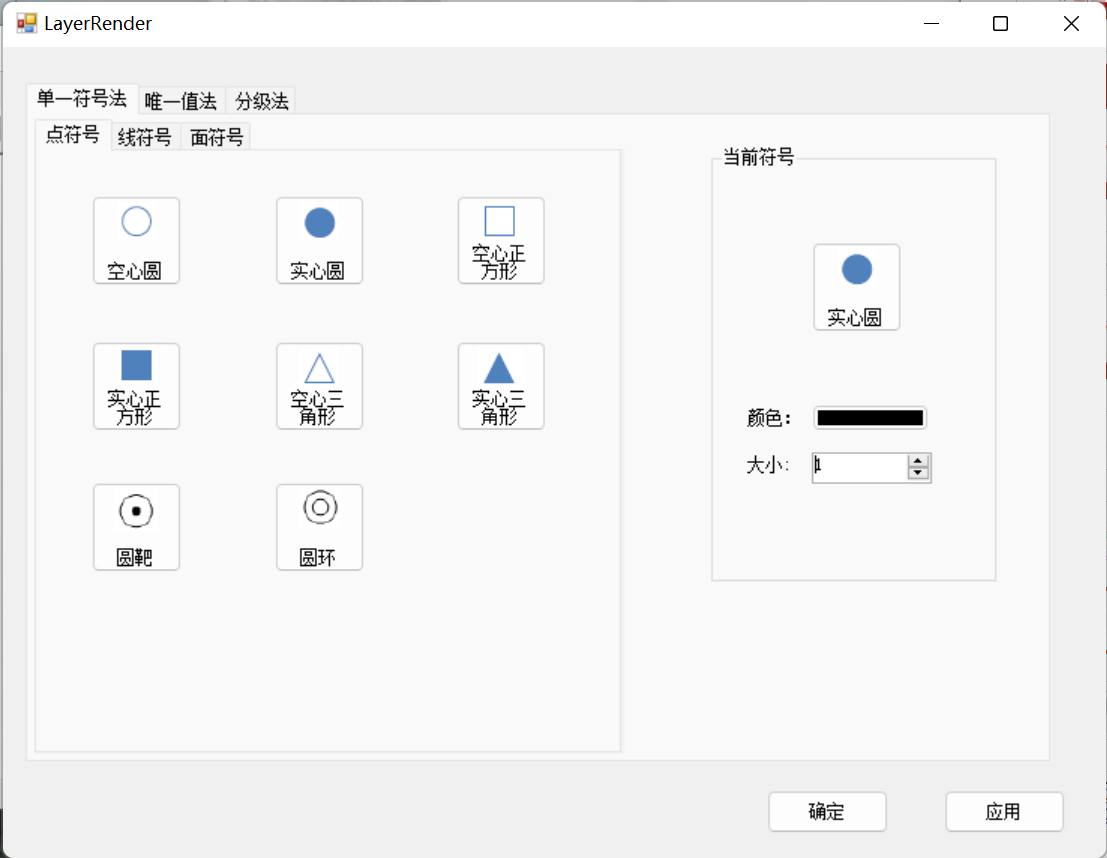 LayerRender
单一符号法 唯一值法 分级法
点符号 线符号 面符号
当前符号
空心圆
实心圆
空心正
方形
实心圆
实心正
方形
空心三
角形
实心三
角形
颜色：
大小：
1
圆靶
圆环
确定
应用